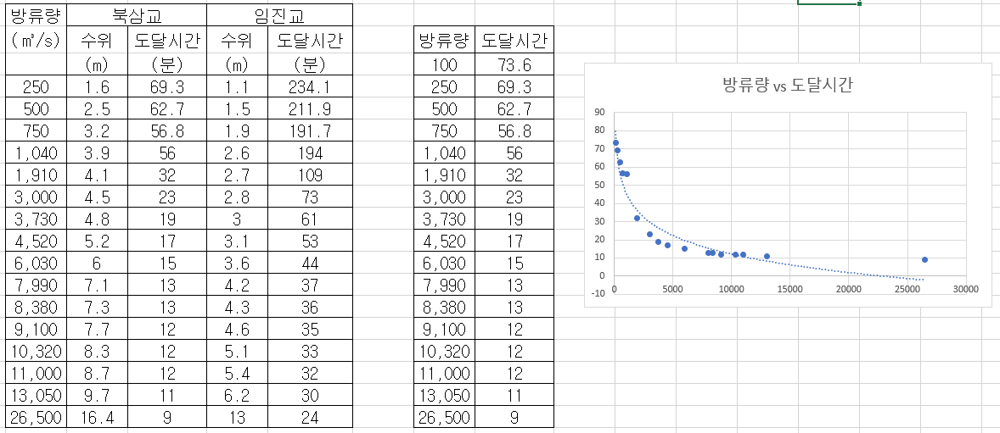 방류량 북삼교 임진교
(㎥/s) 수위 도달시간 수위 도달시간
(m) (분) (m) (분)
250 1.6 69.3 1.1 234.1
500 2.5 62.7 1.5 211.9
750 3.2 56.8 1.9 191.7
1,040 3.9 56 2.6 194
1,910 4.1 32 2.7 109
3,000 4.5 23 2.8 73
3,730 4.8 19 3 61
4,520 5.2 17 3.1 53
6,030 6 15 3.6 44
7,990 7.1 13 4.2 37
8,380 7.3 13 4.3 36
9,100 7.7 12 4.6 35
10,320 8.3 12 5.1 33
11,000 8.7 12 5.4 32
13,050 9.7 11 6.2 30
26,500 16.4 9 13 24
방류량 도달시간
100 73.6
250 69.3
500 62.7
750 56.8
1,040 56
1,910 32
3,000 23
3,730 19
4,520 17
6,030 15
7,990 13
8,380 13
9,100 12
10,320 12
11,000 12
13,050 11
26,500 9
방류량 vs 도달시간
90
80
70
60
50
40
30
20
10
0
-10
0 5000 10000 15000 20000 25000 30000